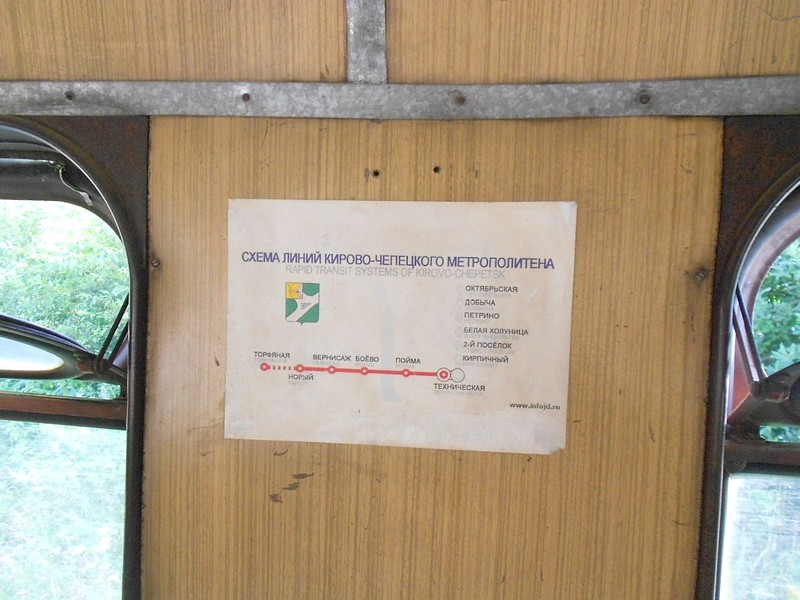 СХЕМА ЛИНИЙ КИРОВО-ЧЕПЕЦКОГО МЕТРОПОЛИТЕНА
RAPID TRANSIT SYSTEMS OF KIROVO-CHEPETSK
ОКТЯБРЬСКАЯ
ДОБЫЧА
ПЕТРИНО
БЕЛАЯ ХОЛУНИЦА
2-Й ПОСЁЛОК
КИРПИЧНЫЙ
ТОРФЯНАЯ
ВЕРНИСАЖ
БОЁВО
ПОЙМА
НОРЫЙ
ТЕХНИЧЕСКАЯ
www.infojd.ru